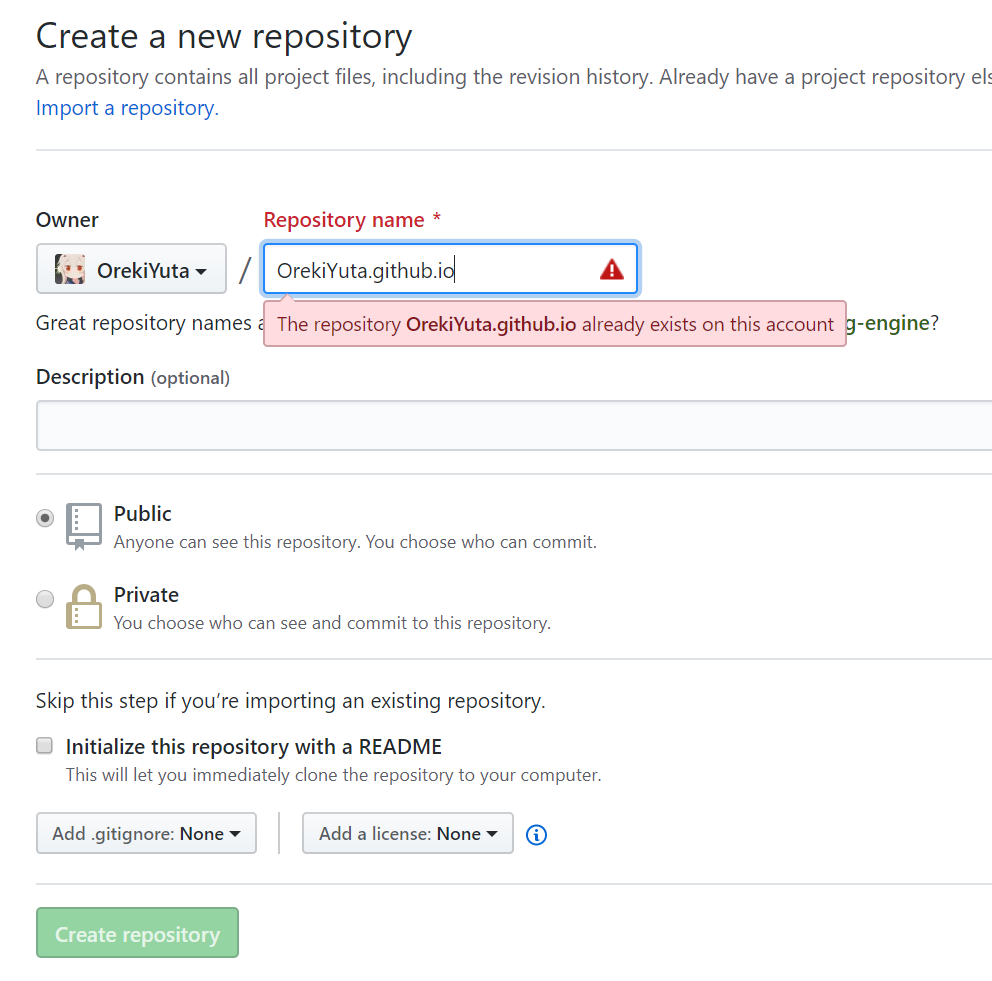 Create a new repository
A repository contains all project files, including the revision history. Already have a project repository els
Import a repository.
Owner
Repository name *
OrekiYuta
/
OrekiYuta.github.io
Great repository names a
The repository OrekiYuta.github.io already exists on this account
g-engine?
Description (optional)
Public
Anyone can see this repository. You choose who can commit.
Private
You choose who can see and commit to this repository.
Skip this step if you’re importing an existing repository.
Initialize this repository with a README
This will let you immediately clone the repository to your computer.
Add .gitignore: None
Add a license: None
Create repository